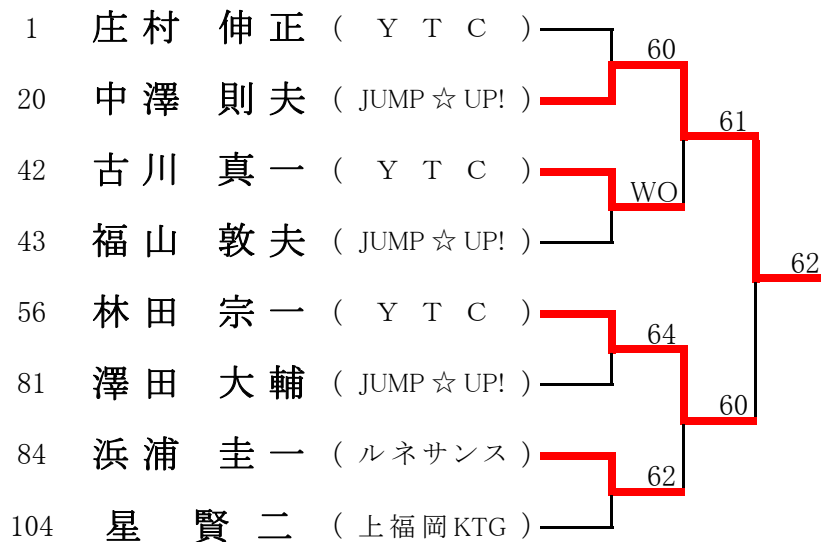 1 庄村 伸正 ( YTC )
60
20 中澤 則夫 ( JUMP☆UP! )
61
42 古川 真一 ( YTC )
WO
43 福山 敦夫 ( JUMP☆UP! )
62
56 林田 宗一 ( YTC )
64
81 澤田 大輔 ( JUMP☆UP! )
60
84 浜浦 圭一 ( ルネサンス )
62
104 星 賢二 ( 上福岡KTG )